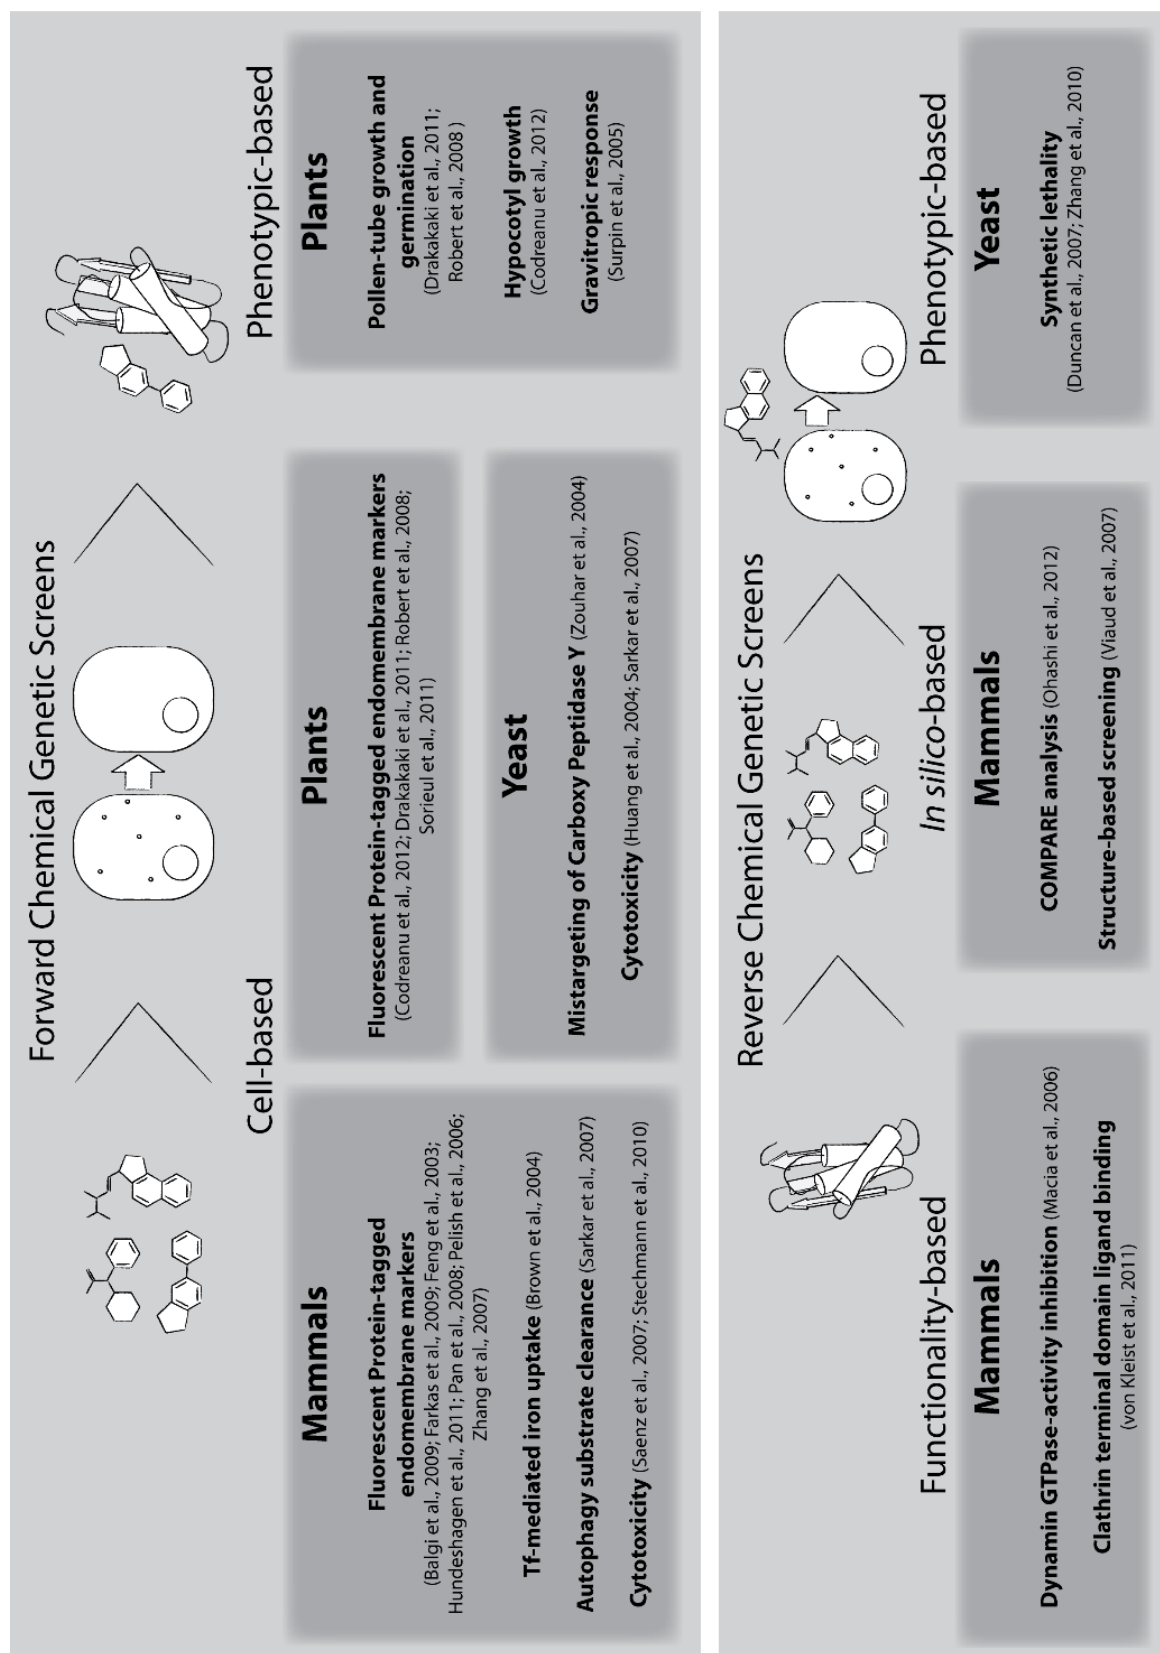 Forward Chemical Genetic Screens
Cell-based
Mammals
Fluorescent Protein-tagged
endomembrane markers
(Balgi et al., 2009; Farkas et al., 2009; Feng et al., 2003;
Hundeshagen et al., 2011; Pan et al., 2008; Pelish et al., 2006;
Zhang et al., 2007)
Tf-mediated iron uptake (Brown et al., 2004)
Autophagy substrate clearance (Sarkar et al., 2007)
Cytotoxicity (Saenz et al., 2007; Stechmann et al., 2010)
Plants
Fluorescent Protein-tagged endomembrane markers
(Codreanu et al., 2012; Drakakaki et al., 2011; Robert et al., 2008;
Sorieul et al., 2011)
Yeast
Mistargeting of Carboxy Peptidase Y (Zouhar et al., 2004)
Cytotoxicity (Huang et al., 2004; Sarkar et al., 2007)
Phenotypic-based
Plants
Pollen-tube growth and
germination
(Drakakaki et al., 2011;
Robert et al., 2008 )
Hypocotyl growth
(Codreanu et al., 2012)
Gravitropic response
(Surpin et al., 2005)
Reverse Chemical Genetic Screens
Functionality-based
Mammals
Dynamin GTPase-activity inhibition (Macia et al., 2006)
Clathrin terminal domain ligand binding
(von Kleist et al., 2011)
In silico-based
Mammals
COMPARE analysis (Ohashi et al., 2012)
Structure-based screening (Viaud et al., 2007)
Phenotypic-based
Yeast
Synthetic lethality
(Duncan et al., 2007; Zhang et al., 2010)